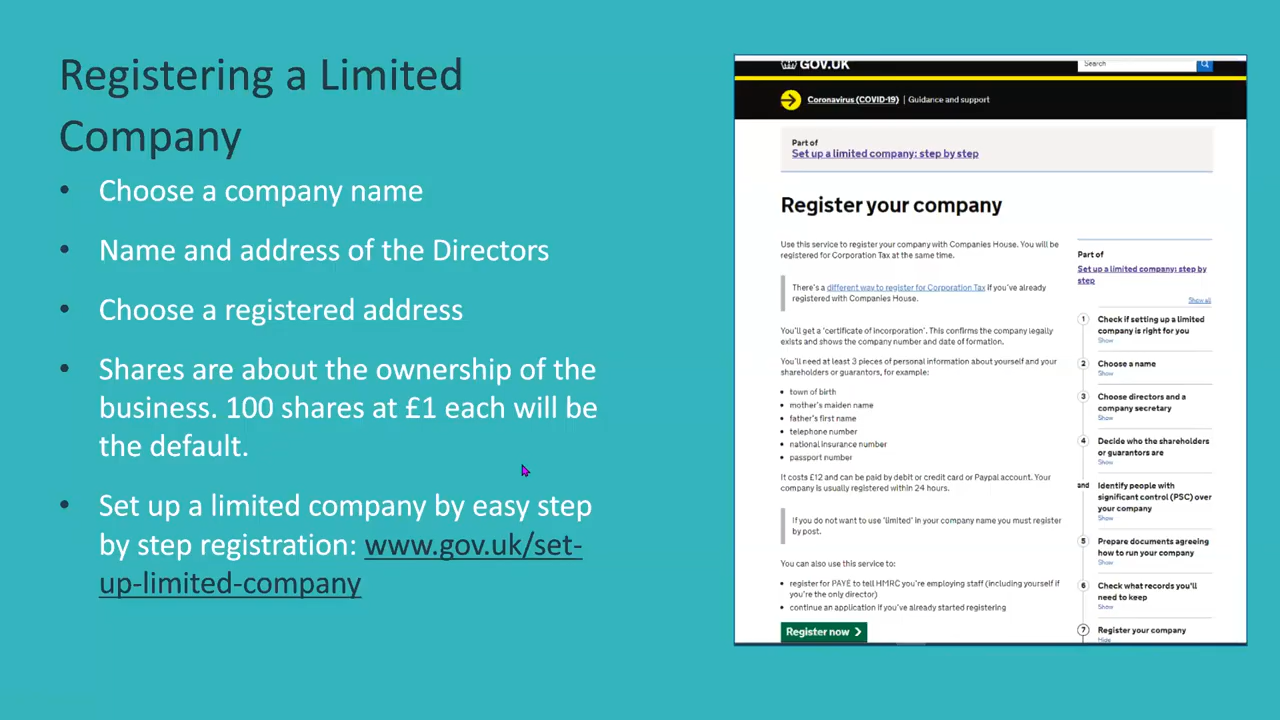 Registering a Limited
Company
• Choose a company name
• Name and address of the Directors
• Choose a registered address
• Shares are about the ownership of the
business. 100 shares at £1 each will be
the default.
• Set up a limited company by easy step
by step registration: www.gov.uk/set-
up-limited-company
GOV.UK
Search
Coronavirus (COVID-19) | Guidance and support
Part of
Set up a limited company: step by step
Register your company
Use this service to register your company with Companies House. You will be
registered for Corporation Tax at the same time.
There's a different way to register for Corporation Tax if you've already
registered with Companies House.
You'll get a 'certificate of incorporation'. This confirms the company legally
exists and shows the company number and date of formation.
You'll need at least 3 pieces of personal information about yourself and your
shareholders or guarantors, for example:
• town of birth
• mother's maiden name
• father's first name
• telephone number
• national insurance number
• passport number
It costs £12 and can be paid by debit or credit card or Paypal account. Your
company is usually registered within 24 hours.
If you do not want to use 'limited' in your company name you must register
by post.
You can also use this service to:
• register for PAYE to tell HMRC you're employing staff (including yourself if
you're the only director)
• continue an application if you've already started registering
Register now
Part of
Set up a limited company: step by
step
Show all
1 Check if setting up a limited
company is right for you
Show
2 Choose a name
Show
3 Choose directors and a
company secretary
Show
4 Decide who the shareholders
or guarantors are
Show
and Identify people with
significant control (PSC) over
your company
Show
5 Prepare documents agreeing
how to run your company
Show
6 Check what records you'll
need to keep
Show
7 Register your company
Hide